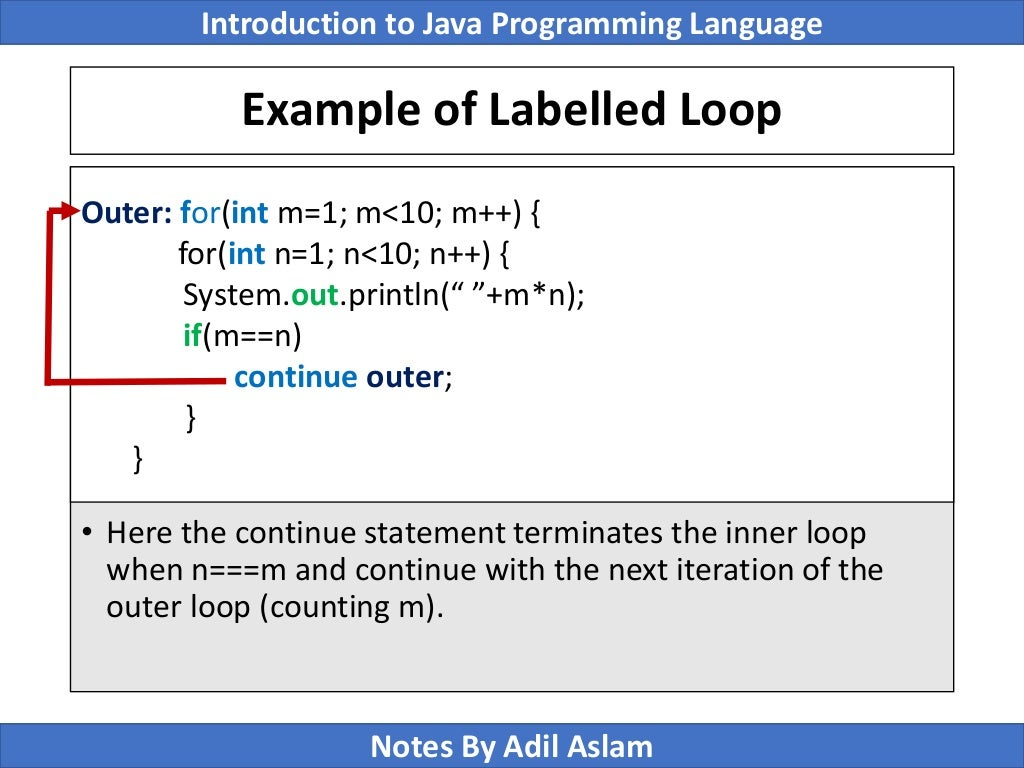 Introduction to Java Programming Language
Example of Labelled Loop
Outer: for(int m=1; m<10; m++) {
for(int n=1; n<10; n++) {
System.out.println(“ ”+m*n);
if(m==n)
continue outer;
}
}
• Here the continue statement terminates the inner loop
when n===m and continue with the next iteration of the
outer loop (counting m).
Notes By Adil Aslam